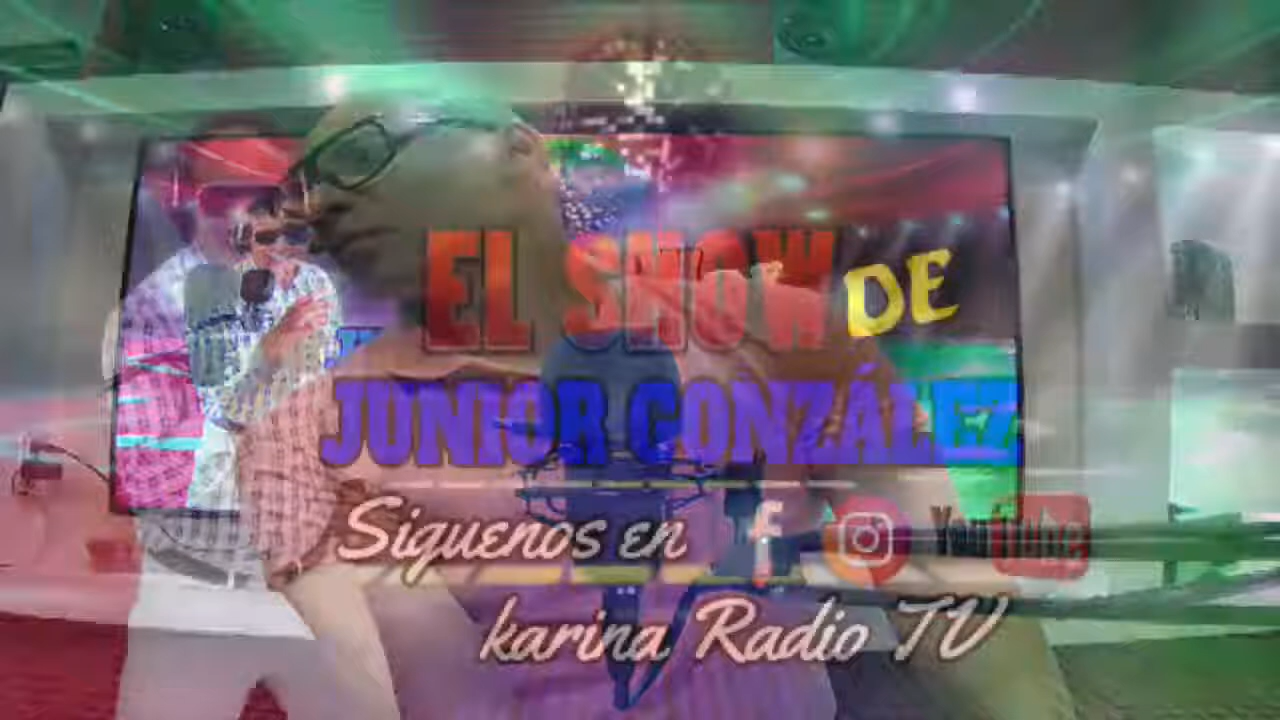 EL SHOW DE
JUNIOR GONZÁLEZ
Siguenos en f YouTube
karina Radio TV